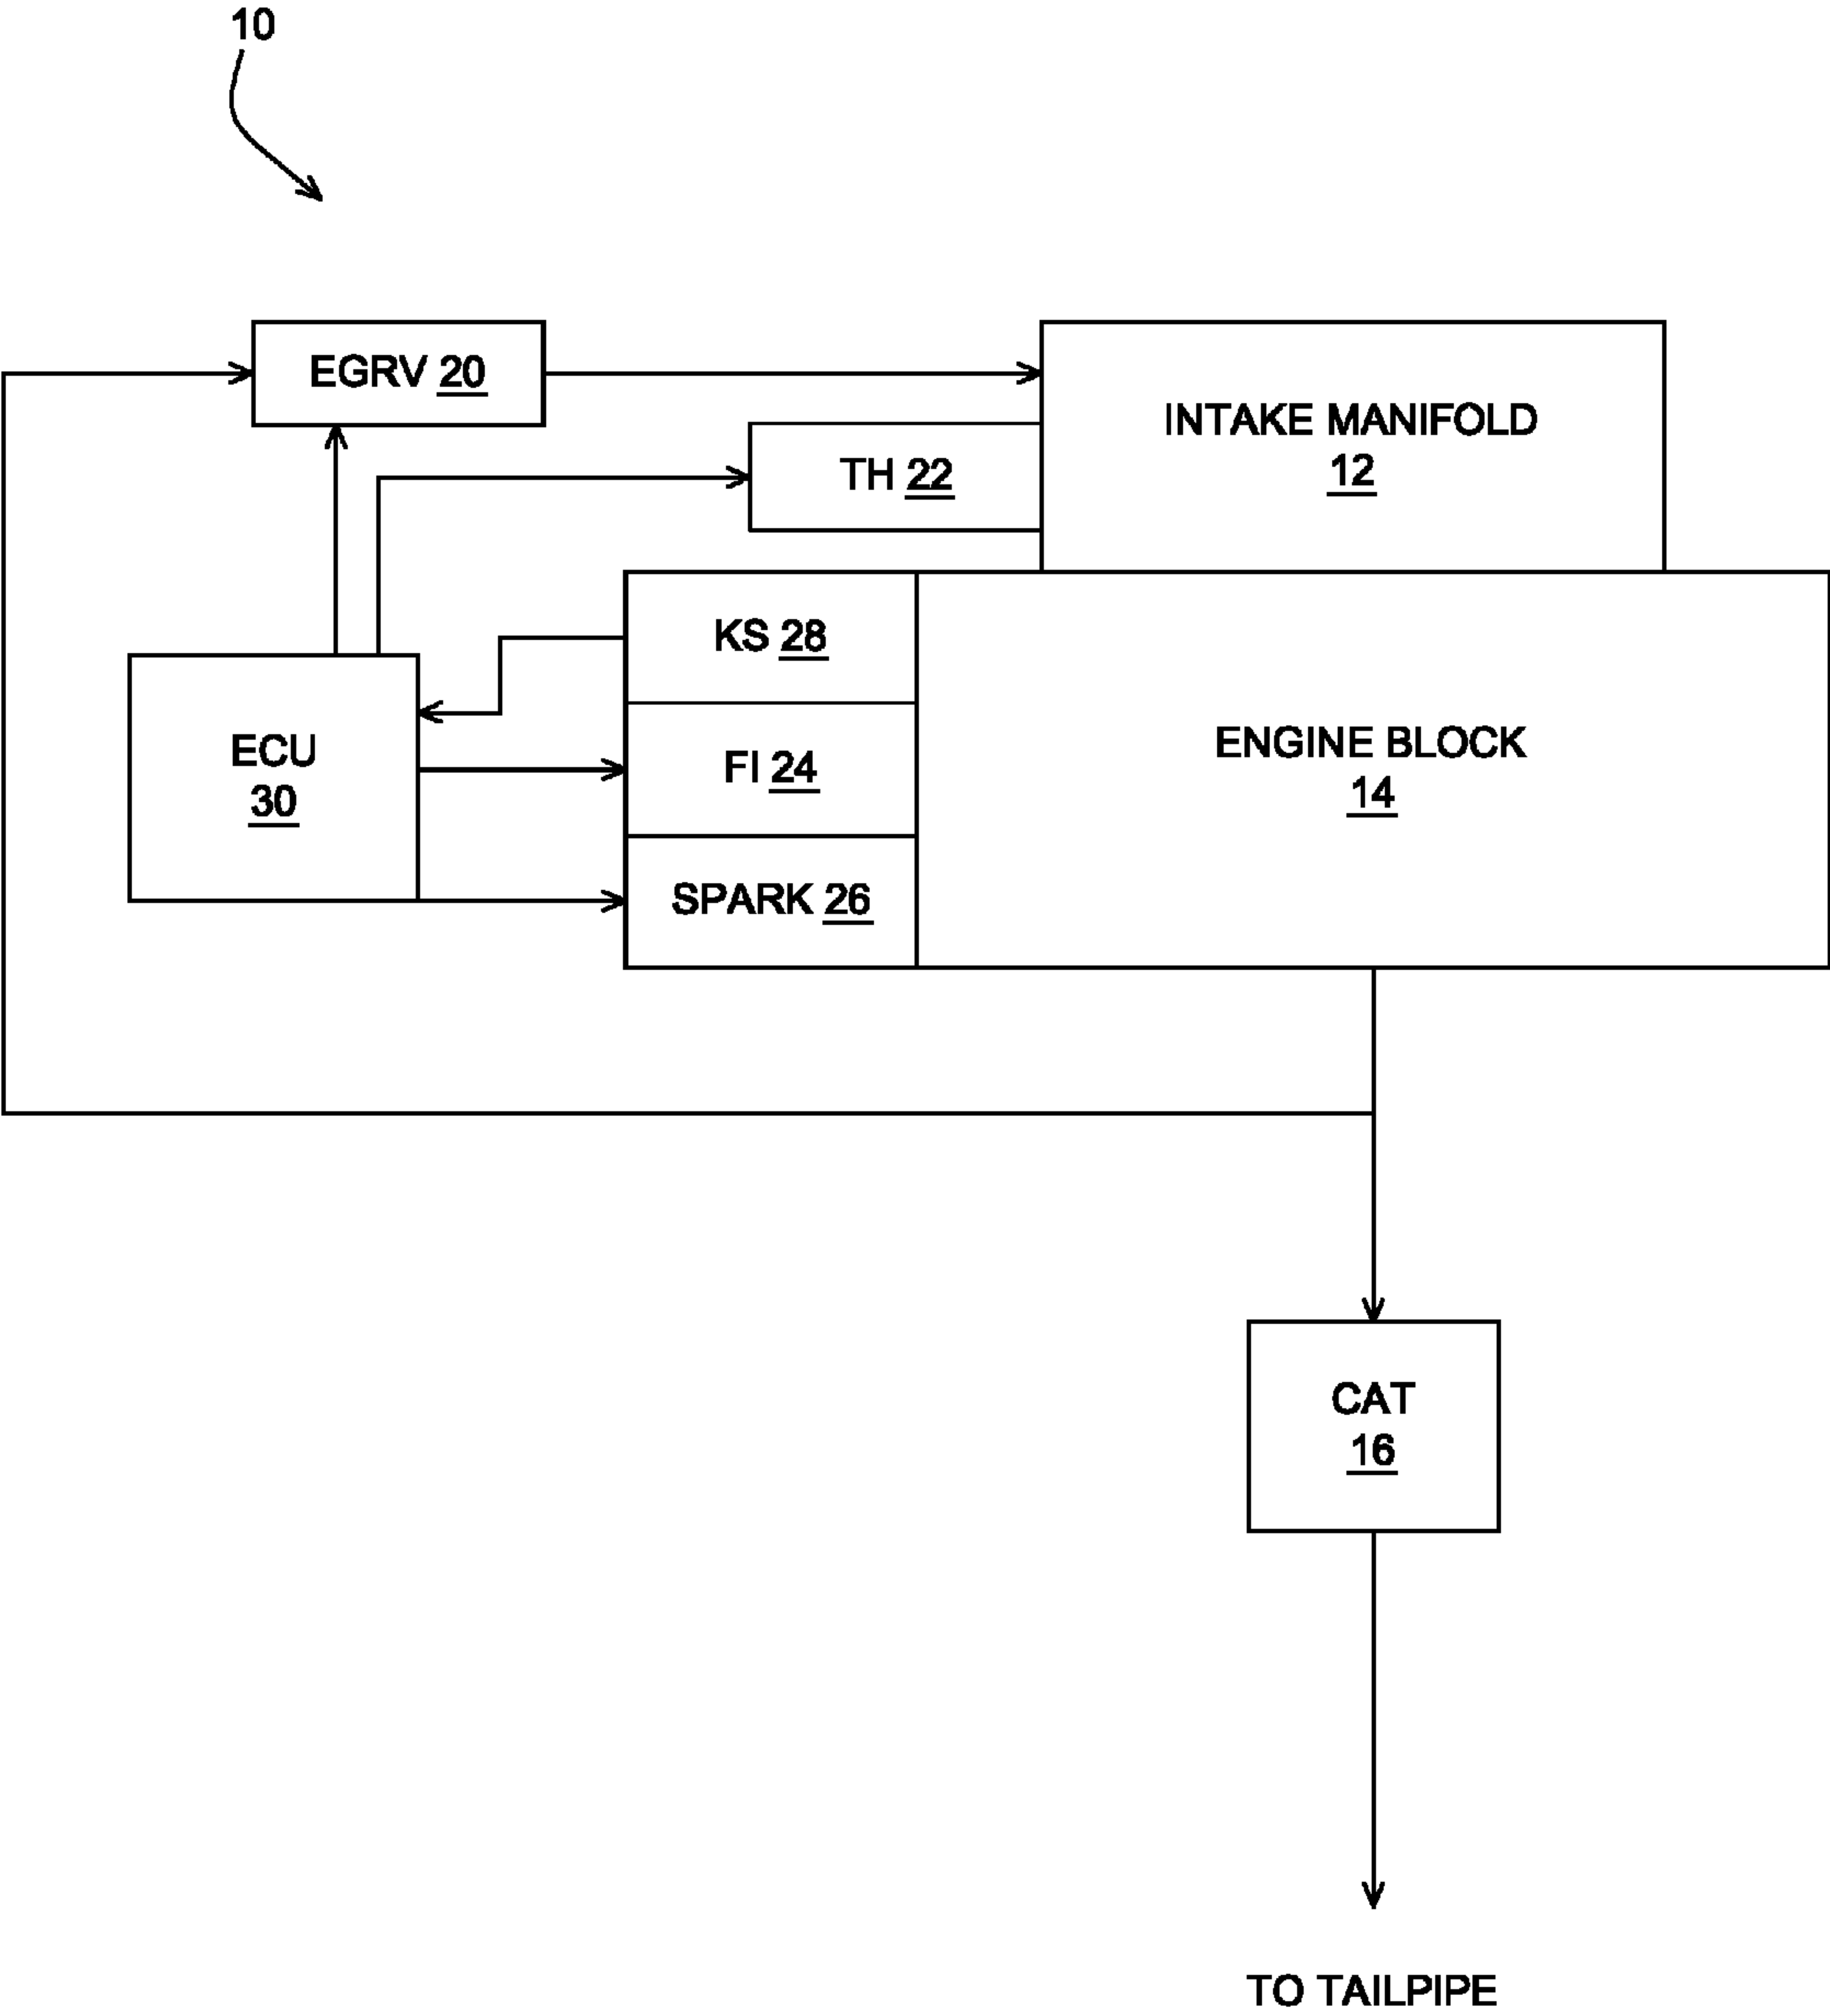 10
EGRV 20
INTAKE MANIFOLD
12
TH 22
KS 28
ECU
30
FI 24
ENGINE BLOCK
14
SPARK 26
CAT
16
TO TAILPIPE